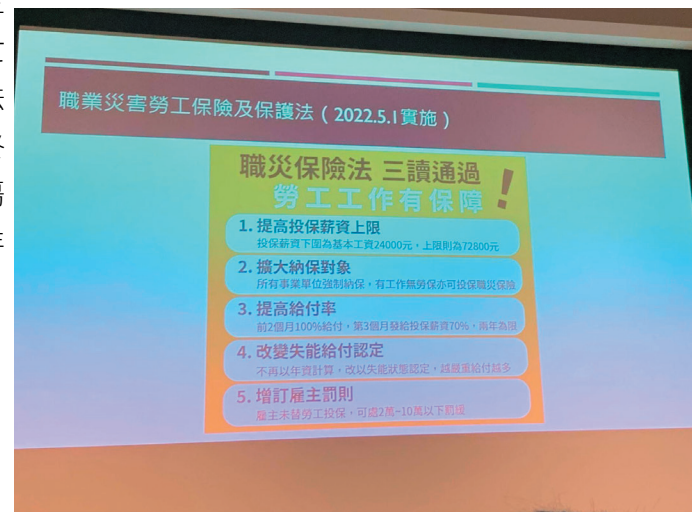 職業災害勞工保險及保護法(2022.5.1實施)
職災保險法 三讀通過
勞工工作有保障!
1. 提高投保薪資上限
投保薪資下圍為基本工資24000元，上限則為72800元
2. 擴大納保對象
所有事業單位強制納保，有工作無勞保亦可投保職災保險
3. 提高給付率
前2個月100%給付，第3個月發給投保薪資70%，兩年為限
4. 改變失能給付認定
不再以年資計算，改以失能狀態認定，越嚴重給付越多
5. 增訂雇主罰則
雇主未替勞工投保，可處2萬~10萬以下罰鍰